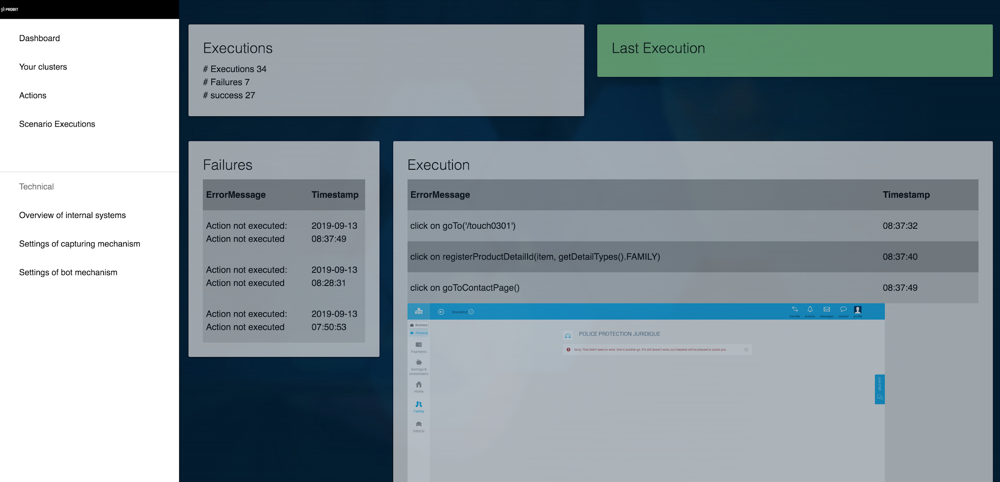 PROBIT
Dashboard
Your clusters
Actions
Scenario Executions
Technical
Overview of internal systems
Settings of capturing mechanism
Settings of bot mechanism
Executions
# Executions 34
# Failures 7
# success 27
Last Execution
Failures
ErrorMessage Timestamp
Action not executed: 2019-09-13
Action not executed 08:37:49
Action not executed: 2019-09-13
Action not executed 08:28:31
Action not executed: 2019-09-13
Action not executed 07:50:53
Execution
ErrorMessage Timestamp
click on goTo('/touch0301') 08:37:32
click on registerProductDetailId(item, getDetailTypes().FAMILY) 08:37:40
click on goToContactPage() 08:37:49
KBC
Insurance
transfer actions messages contact profile
Business
Personal
Payments
Savings &
investments
Home
Family
Vehicle
POLICE PROTECTION JURIDIQUE
Sorry. That didn't seem to work. Give it another go. If it still doesn't work, our helpdesk will be pleased to assist you.
Live chat